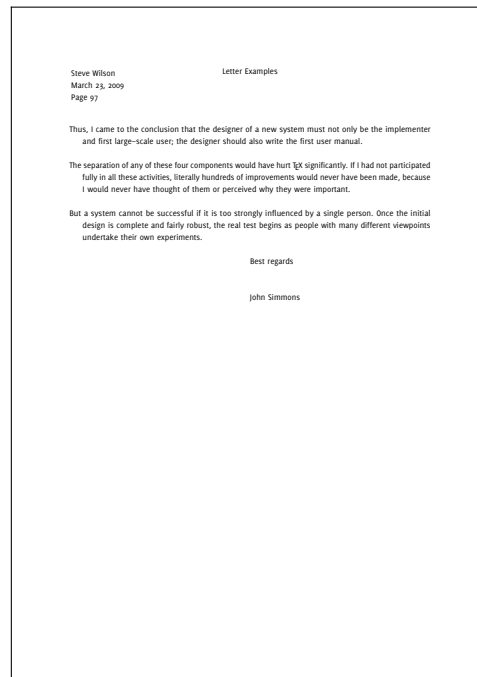 Steve Wilson Letter Examples
March 23, 2009
Page 97
Thus, I came to the conclusion that the designer of a new system must not only be the implementer
and first large-scale user; the designer should also write the first user manual.
The separation of any of these four components would have hurt TEX significantly. If I had not participated
fully in all these activities, literally hundreds of improvements would never have been made, because
I would never have thought of them or perceived why they were important.
But a system cannot be successful if it is too strongly influenced by a single person. Once the initial
design is complete and fairly robust, the real test begins as people with many different viewpoints
undertake their own experiments.
Best regards
John Simmons